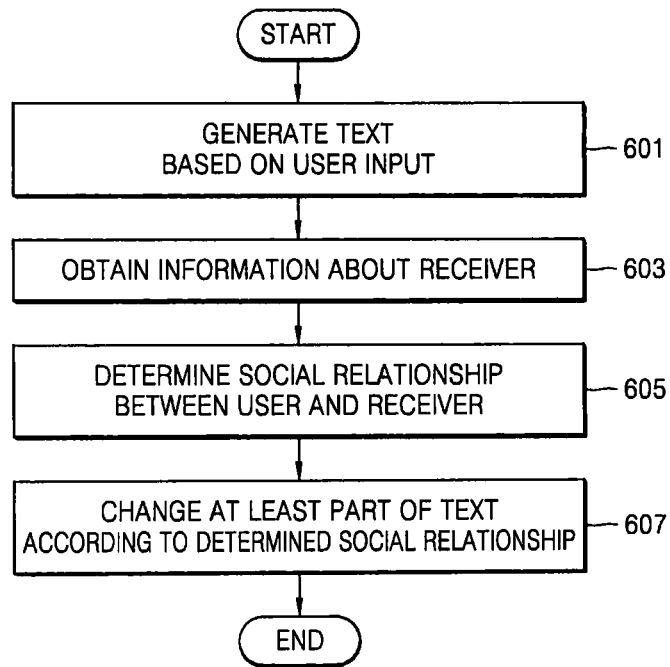 START
GENERATE TEXT
BASED ON USER INPUT
601
OBTAIN INFORMATION ABOUT RECEIVER
603
DETERMINE SOCIAL RELATIONSHIP
BETWEEN USER AND RECEIVER
605
CHANGE AT LEAST PART OF TEXT
ACCORDING TO DETERMINED SOCIAL RELATIONSHIP
607
END